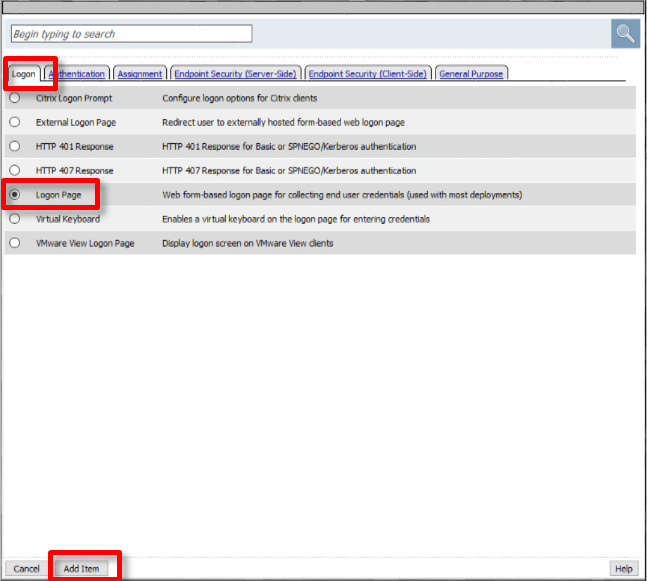 Begin typing to search
Logon Authentication Assignment Endpoint Security (Server-Side) Endpoint Security (Client-Side) General Purpose
Citrix Logon Prompt Configure logon options for Citrix clients
External Logon Page Redirect user to externally hosted form-based web logon page
HTTP 401 Response HTTP 401 Response for Basic or SPNEGO/Kerberos authentication
HTTP 407 Response HTTP 407 Response for Basic or SPNEGO/Kerberos authentication
Logon Page Web form-based logon page for collecting end user credentials (used with most deployments)
Virtual Keyboard Enables a virtual keyboard on the logon page for entering credentials
VMware View Logon Page Display logon screen on VMware View clients
Cancel Add Item Help